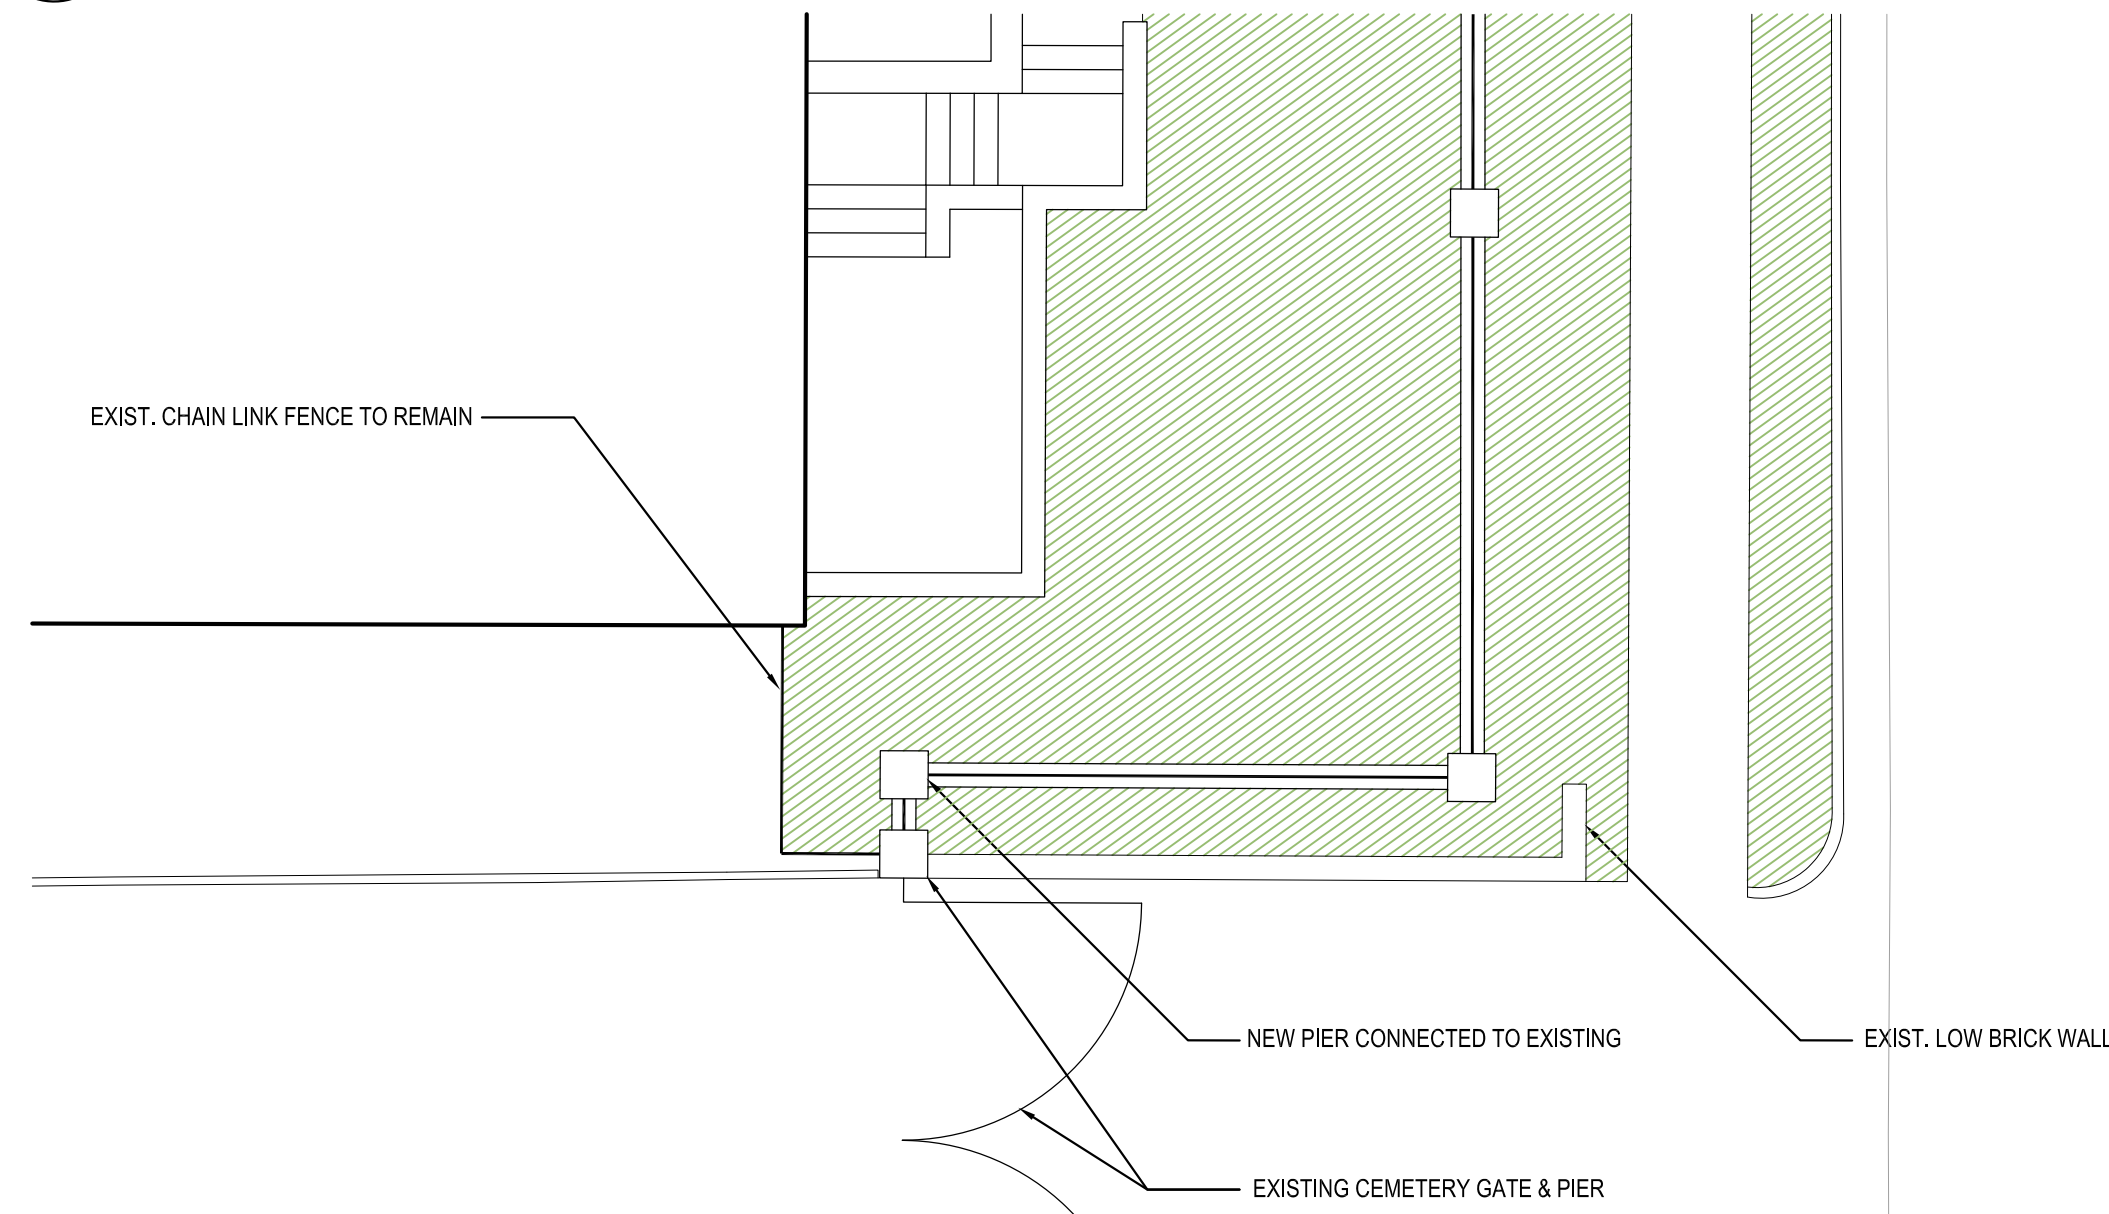 EXIST. CHAIN LINK FENCE TO REMAIN
NEW PIER CONNECTED TO EXISTING
EXIST. LOW BRICK WALL
EXISTING CEMETERY GATE & PIER